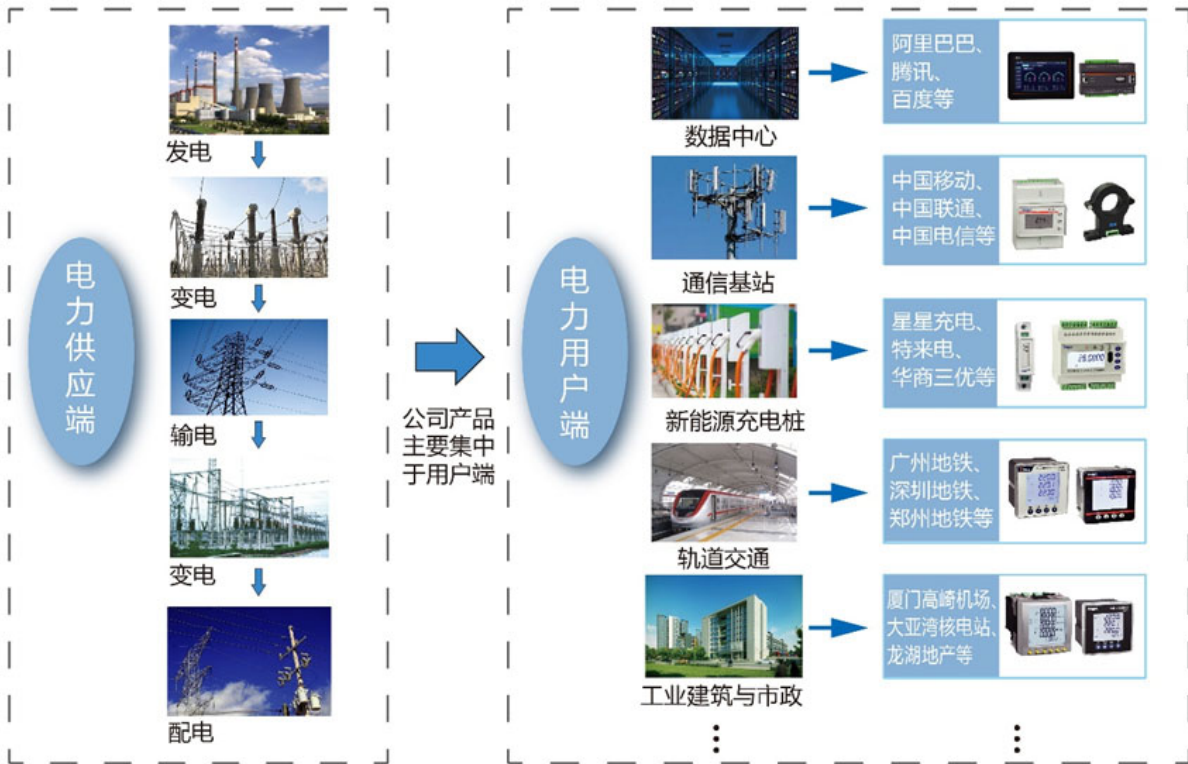 电力供应端
发电
变电
输电
变电
配电
公司产品
主要集中
于用户端
电力用户端
数据中心
阿里巴巴、
腾讯、
百度等
通信基站
中国移动、
中国联通、
中国电信等
新能源充电桩
星星充电、
特来电、
华商三优等
轨道交通
广州地铁、
深圳地铁、
郑州地铁等
工业建筑与市政
厦门高崎机场、
大亚湾核电站、
龙湖地产等